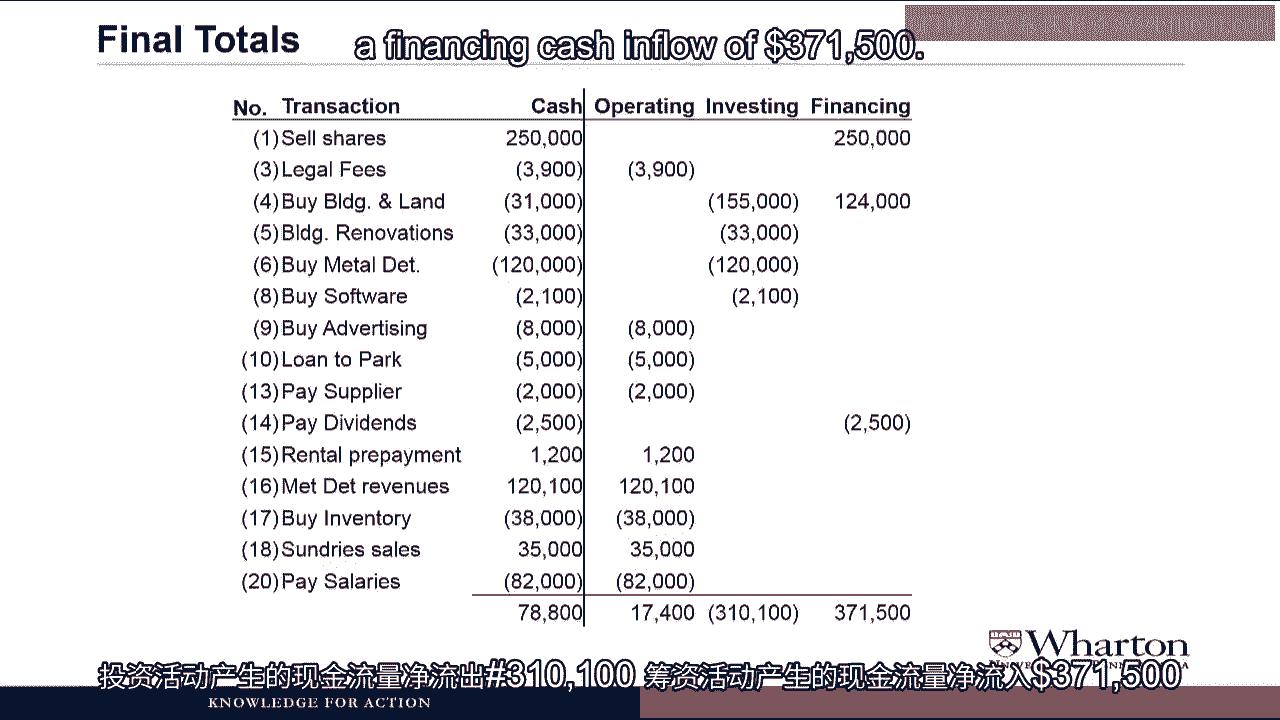 Final Totals
a financing cash inflow of $371,500.
No. Transaction Cash Operating Investing Financing
(1) Sell shares 250,000 250,000
(3) Legal Fees (3,900) (3,900)
(4) Buy Bldg. & Land (31,000) (155,000) 124,000
(5) Bldg. Renovations (33,000) (33,000)
(6) Buy Metal Det. (120,000) (120,000)
(8) Buy Software (2,100) (2,100)
(9) Buy Advertising (8,000) (8,000)
(10) Loan to Park (5,000) (5,000)
(13) Pay Supplier (2,000) (2,000)
(14) Pay Dividends (2,500) (2,500)
(15) Rental prepayment 1,200 1,200
(16) Met Det revenues 120,100 120,100
(17) Buy Inventory (38,000) (38,000)
(18) Sundries sales 35,000 35,000
(20) Pay Salaries (82,000) (82,000)
78,800 17,400 (310,100) 371,500
Wharton
投资活动产生的现金流量净流出#310,100 筹资活动产生的现金流量净流入$371,500
KNOWLEDGE FOR ACTION